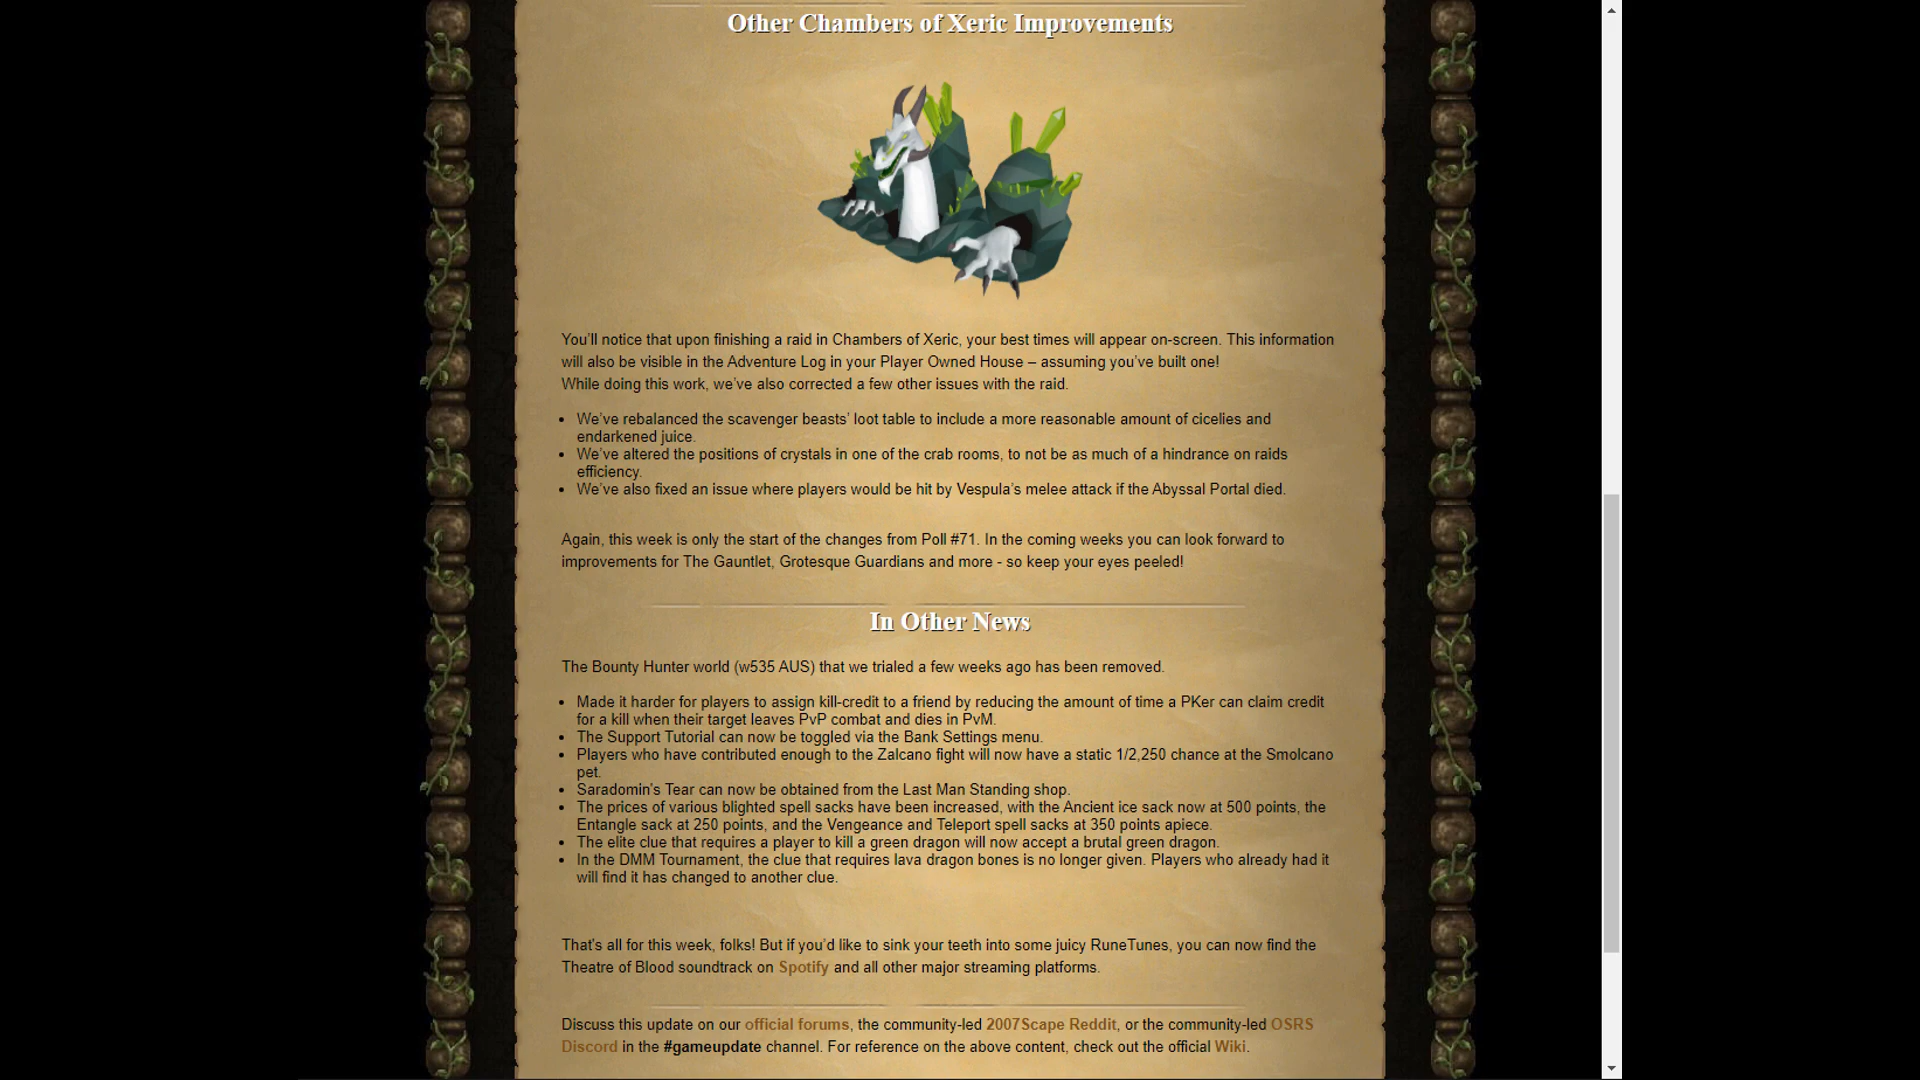 Other Chambers of Xeric Improvements
You’ll notice that upon finishing a raid in Chambers of Xeric, your best times will appear on-screen. This information
will also be visible in the Adventure Log in your Player Owned House – assuming you’ve built one!
While doing this work, we’ve also corrected a few other issues with the raid.
• We’ve rebalanced the scavenger beasts’ loot table to include a more reasonable amount of cicelies and
endarkened juice.
• We’ve altered the positions of crystals in one of the crab rooms, to not be as much of a hindrance on raids
efficiency.
• We’ve also fixed an issue where players would be hit by Vespula’s melee attack if the Abyssal Portal died.
Again, this week is only the start of the changes from Poll #71. In the coming weeks you can look forward to
improvements for The Gauntlet, Grotesque Guardians and more - so keep your eyes peeled!
In Other News
The Bounty Hunter world (w535 AUS) that we trialed a few weeks ago has been removed.
• Made it harder for players to assign kill-credit to a friend by reducing the amount of time a PKer can claim credit
for a kill when their target leaves PvP combat and dies in PvM.
• The Support Tutorial can now be toggled via the Bank Settings menu.
• Players who have contributed enough to the Zalcano fight will now have a static 1/2,250 chance at the Smolcano
pet.
• Saradomin’s Tear can now be obtained from the Last Man Standing shop.
• The prices of various blighted spell sacks have been increased, with the Ancient ice sack now at 500 points, the
Entangle sack at 250 points, and the Vengeance and Teleport spell sacks at 350 points apiece.
• The elite clue that requires a player to kill a green dragon will now accept a brutal green dragon.
• In the DMM Tournament, the clue that requires lava dragon bones is no longer given. Players who already had it
will find it has changed to another clue.
That’s all for this week, folks! But if you’d like to sink your teeth into some juicy RuneTunes, you can now find the
Theatre of Blood soundtrack on Spotify and all other major streaming platforms.
Discuss this update on our official forums, the community-led 2007Scape Reddit, or the community-led OSRS
Discord in the #gameupdate channel. For reference on the above content, check out the official Wiki.